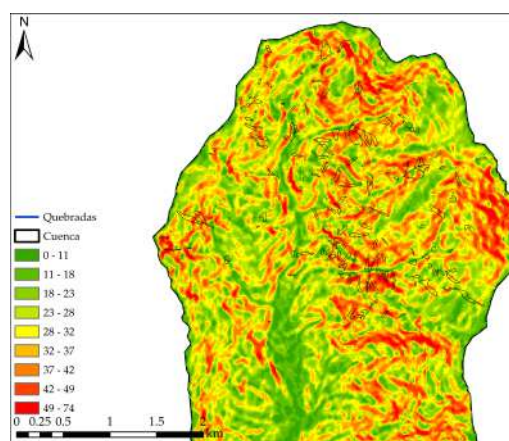 N
Quebradas
Cuenca
0 - 11
11 - 18
18 - 23
23 - 28
28 - 32
32 - 37
37 - 42
42 - 49
49 - 74
0 0.25 0.5 1 1.5 2
km